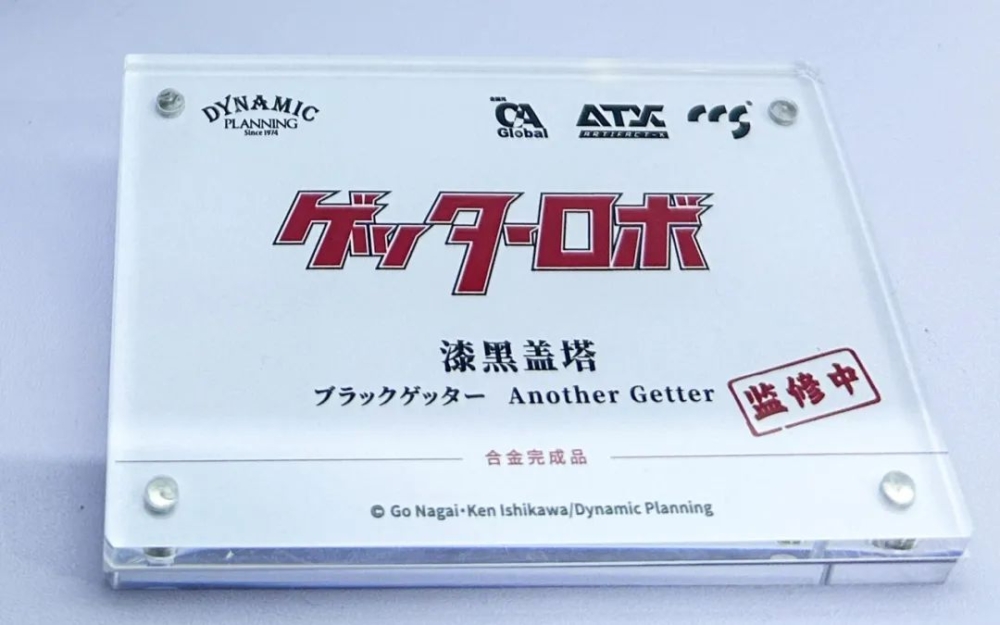 DYNAMIC
PLANNING
Since 1974
CA
Global
ATX
ARTIFACT-X
ccs
ゲッターロボ
漆黑盖塔
ブラックゲッター Another Getter
监修中
合金完成品
© Go Nagai・Ken Ishikawa/Dynamic Planning